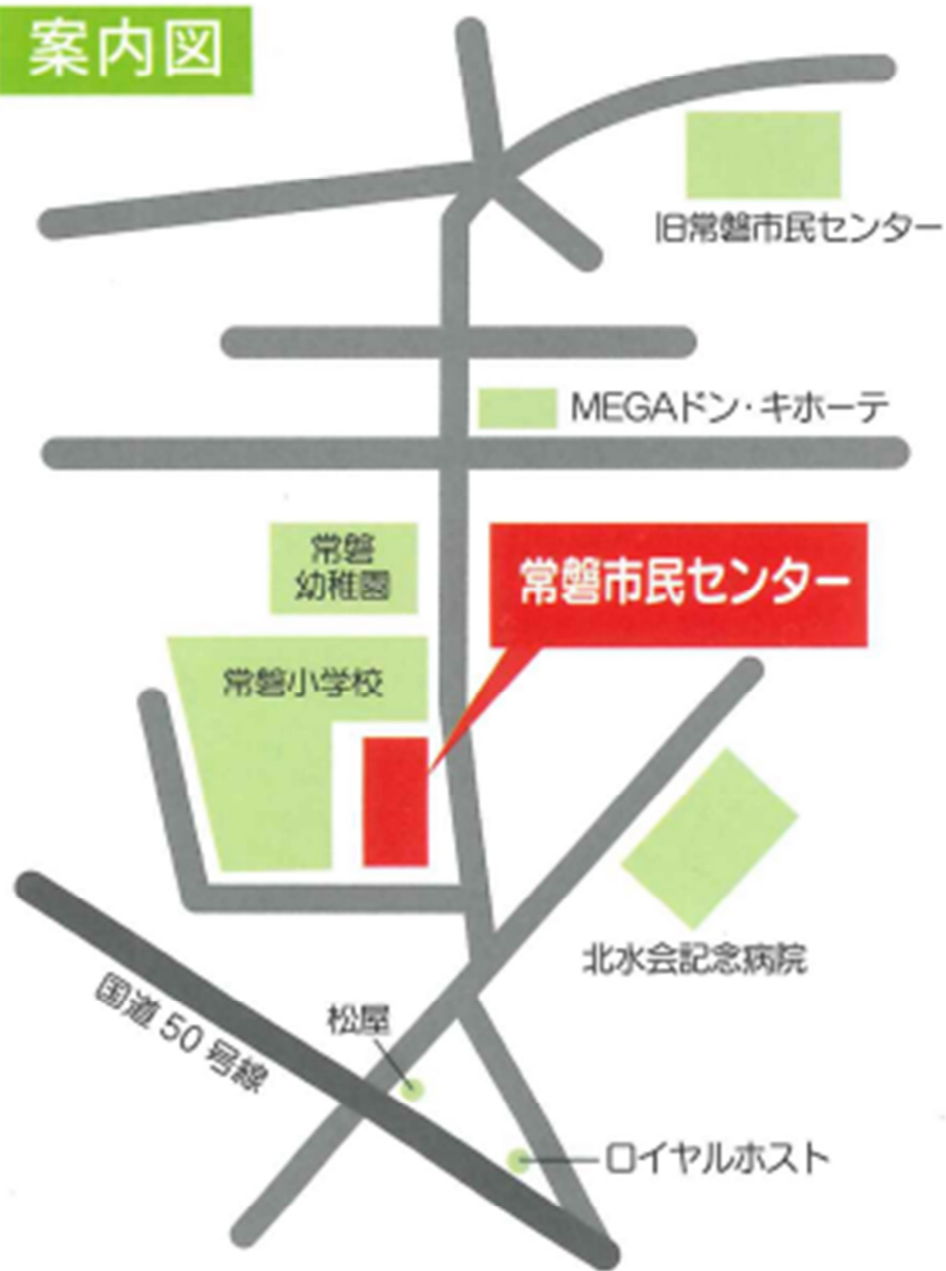 案内図
旧常磐市民センター
MEGAドン・キホーテ
常磐
幼稚園
常磐市民センター
常磐小学校
北水会記念病院
国道50号線
松屋
ロイヤルホスト